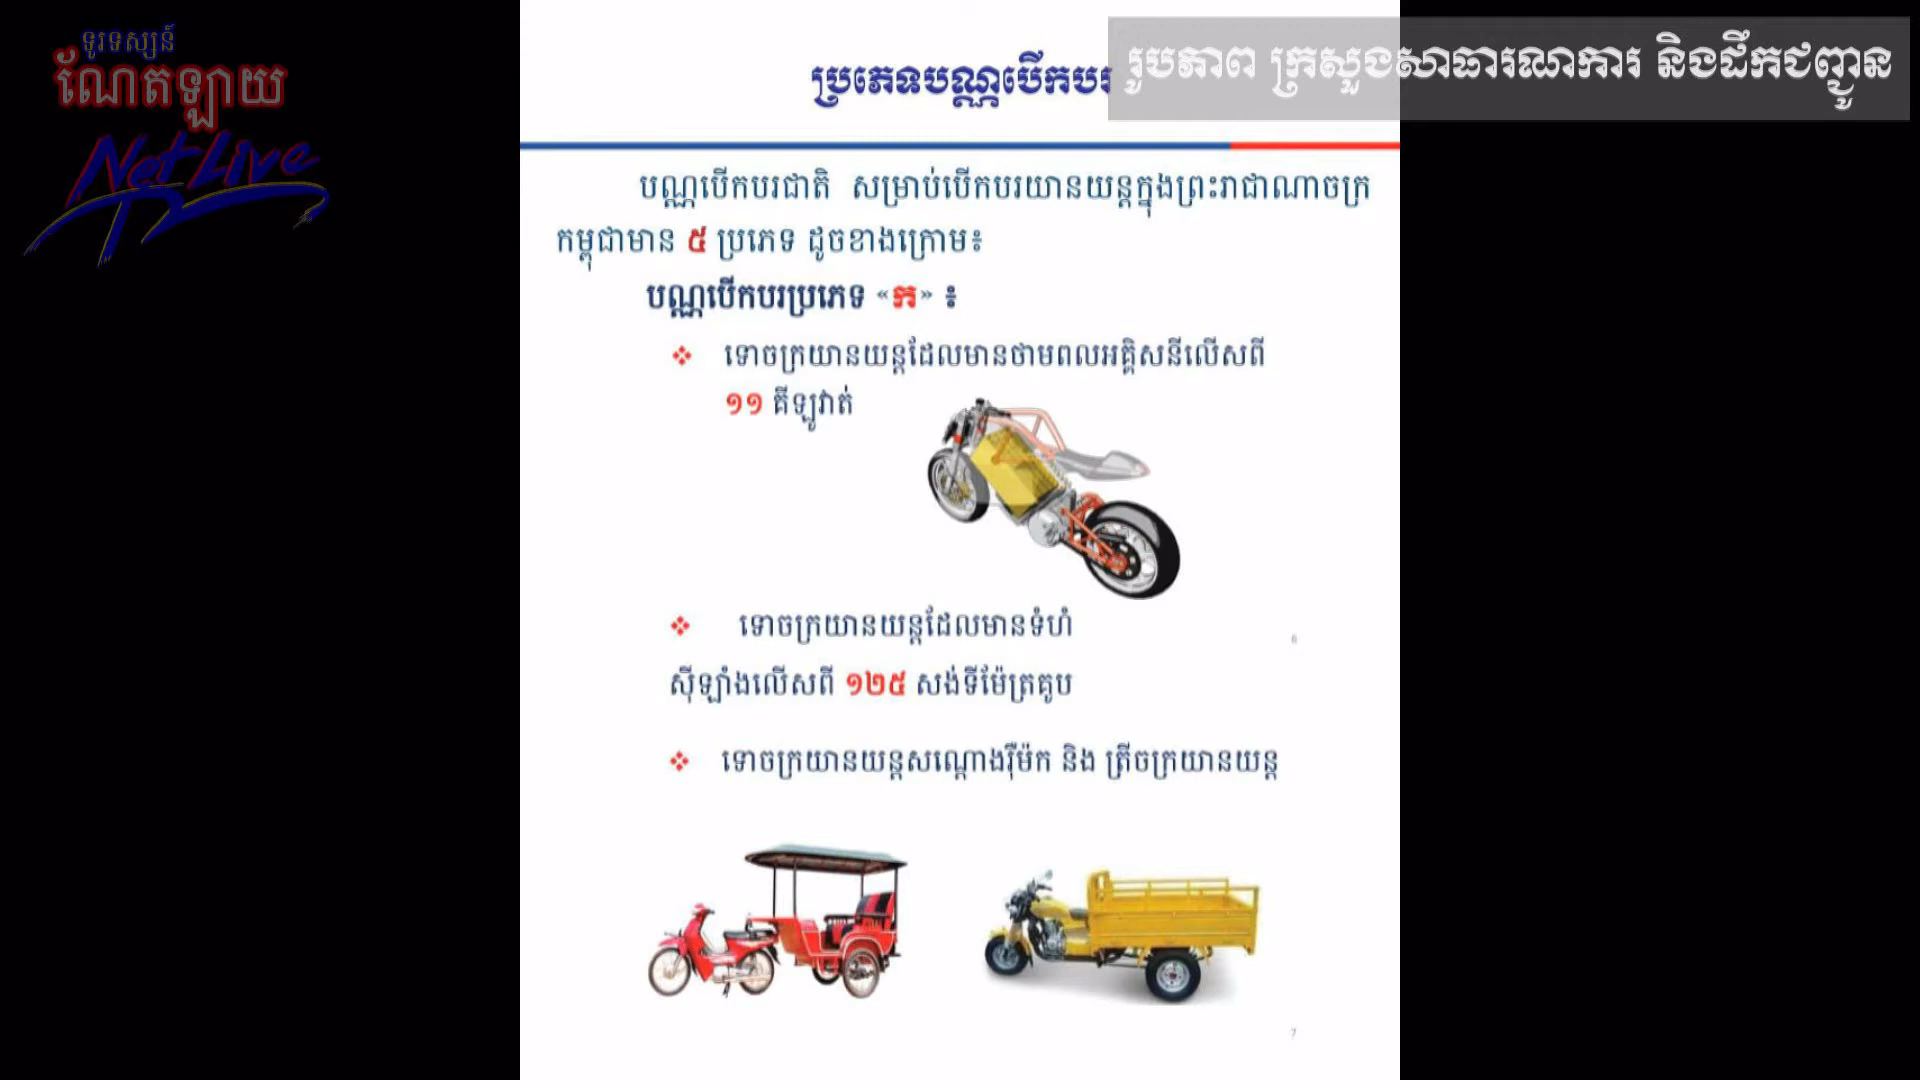 ទូរទស្សន៍
ណែតឡាយ
NetLive
ប្រភេទបណ្ណបើកបរ
រូបភាព ក្រសួងសាធារណការ និងដឹកជញ្ជូន
បណ្ណបើកបរជាតិ សម្រាប់បើកបរយានយន្តក្នុងព្រះរាជាណាចក្រ
កម្ពុជាមាន ៥ ប្រភេទ ដូចខាងក្រោម៖
បណ្ណបើកបរប្រភេទ «ក» ៖
ទោចក្រយានយន្តដែលមានថាមពលអគ្គិសនីលើសពី
១១ គីឡូវាត់
ទោចក្រយានយន្តដែលមានទំហំ
ស៊ីឡាំងលើសពី ១២៥ សង់ទីម៉ែត្រគូប
ទោចក្រយានយន្តសណ្តោងរ៉ឺម៉ក និង ត្រីចក្រយានយន្ត
7